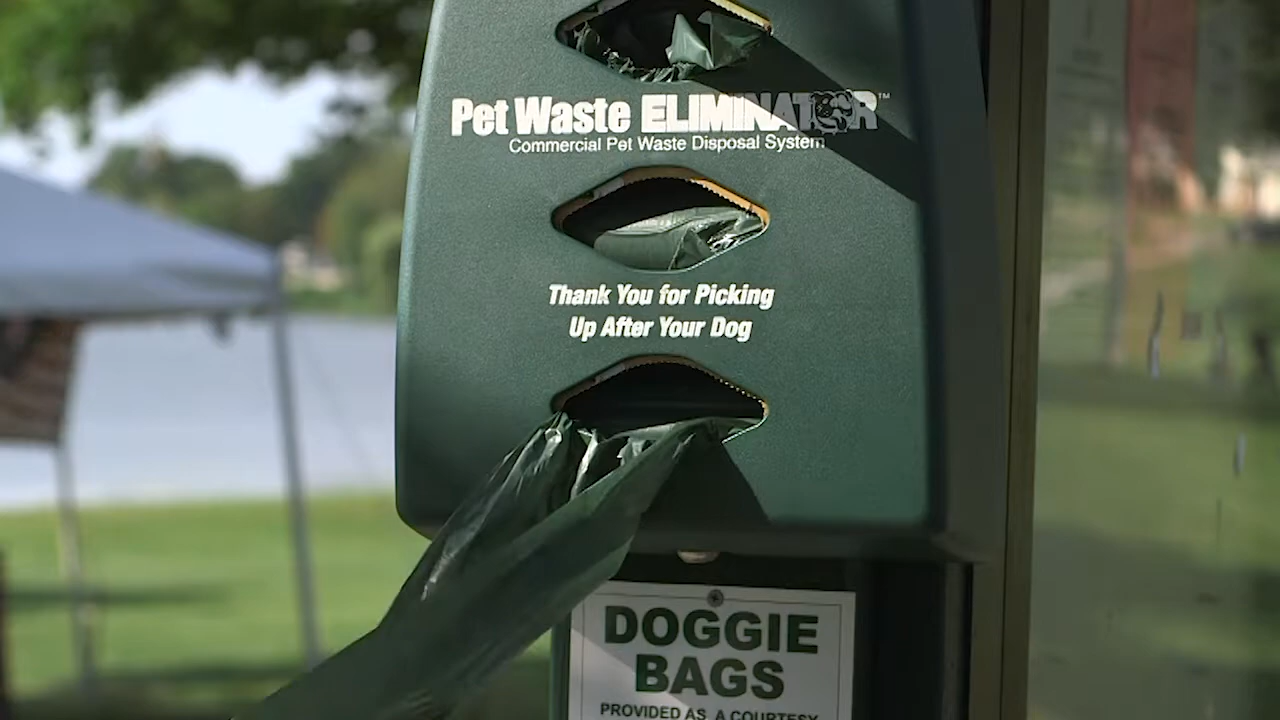 Pet Waste ELIMINATOR™
Commercial Pet Waste Disposal System
Thank You for Picking
Up After Your Dog
DOGGIE
BAGS
PROVIDED AS A COURTESY